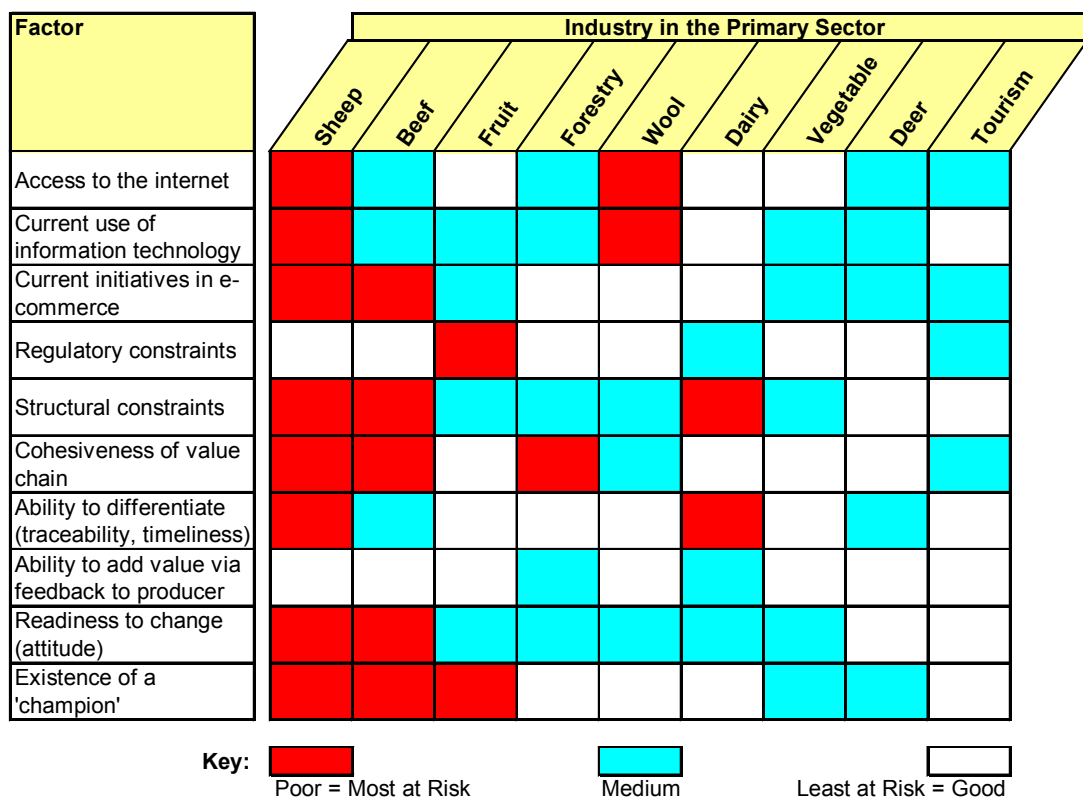 Factor
Industry in the Primary Sector
Sheep
Beef
Fruit
Forestry
Wool
Dairy
Vegetable
Deer
Tourism
Access to the internet
Current use of
information technology
Current initiatives in e-
commerce
Regulatory constraints
Structural constraints
Cohesiveness of value
chain
Ability to differentiate
(traceability, timeliness)
Ability to add value via
feedback to producer
Readiness to change
(attitude)
Existence of a
'champion'
Key:
Poor = Most at Risk
Medium
Least at Risk = Good